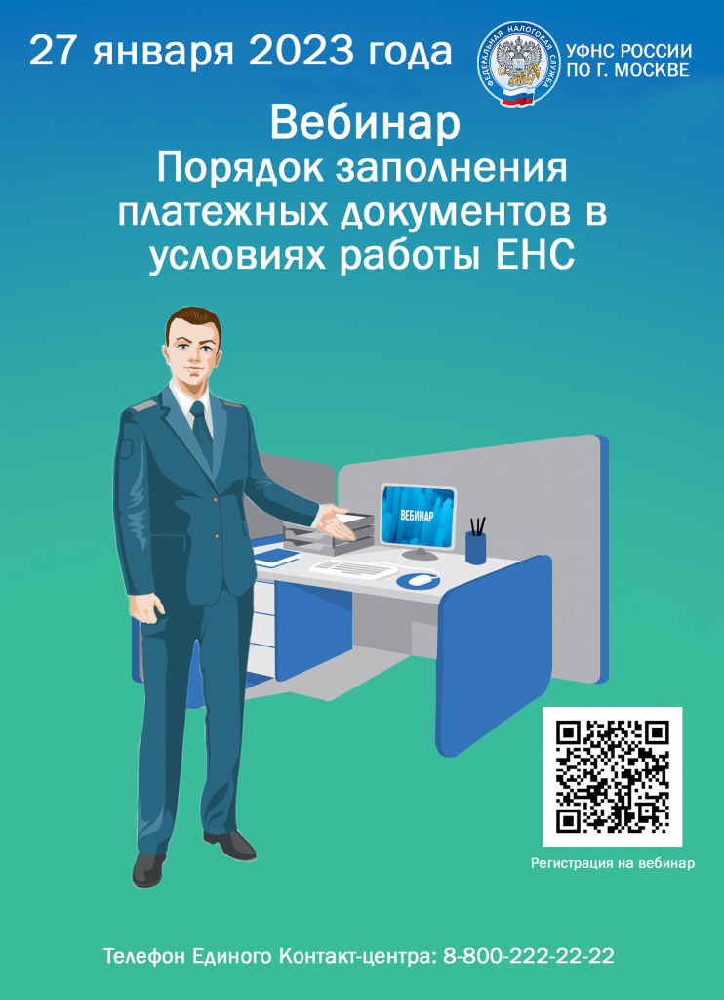 27 января 2023 года
ФЕДЕРАЛЬНАЯ НАЛОГОВАЯ СЛУЖБА
УФНС РОССИИ
ПО Г. МОСКВЕ
Вебинар
Порядок заполнения
платежных документов в
условиях работы ЕНС
ВЕБИНАР
Регистрация на вебинар
Телефон Единого Контакт-центра: 8-800-222-22-22